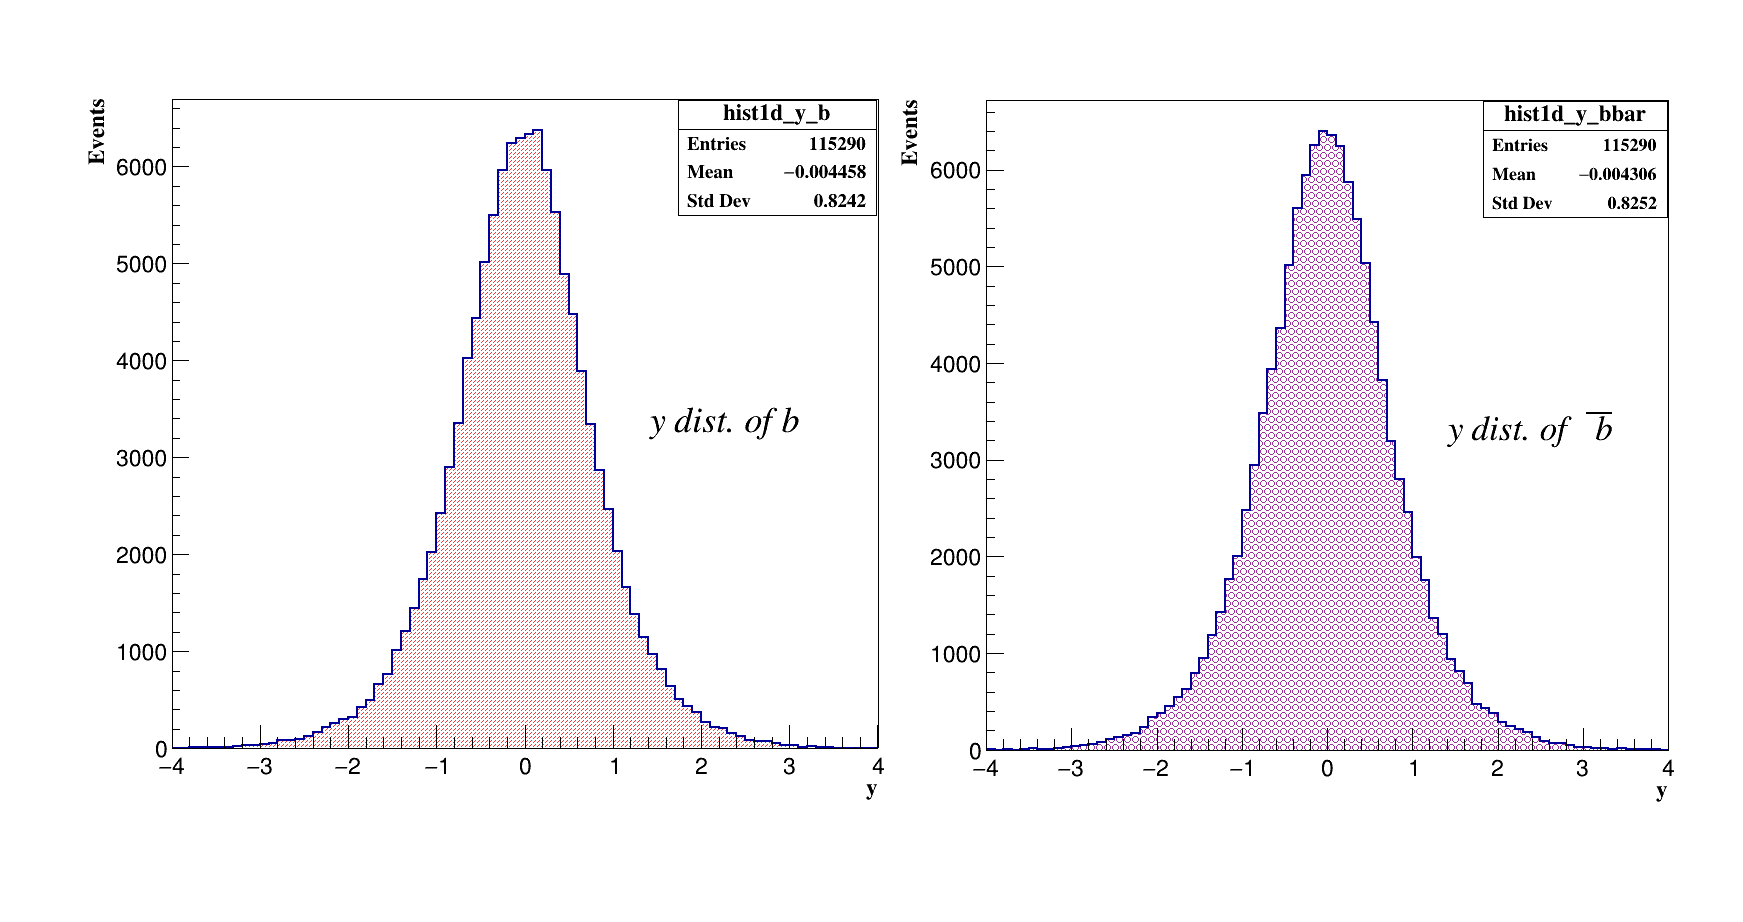 Events
hist1d_y_b
Entries 115290
Mean −0.004458
Std Dev 0.8242
6000
5000
4000
3000
2000
1000
0
y dist. of b
−4 −3 −2 −1 0 1 2 3 4
y
Events
hist1d_y_bbar
Entries 115290
Mean −0.004306
Std Dev 0.8252
6000
5000
4000
3000
2000
1000
0
y dist. of b̅
−4 −3 −2 −1 0 1 2 3 4
y